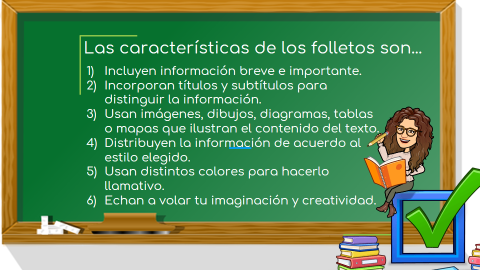 Las características de los folletos son...
1) Incluyen información breve e importante.
2) Incorporan títulos y subtítulos para
distinguir la información.
3) Usan imágenes, dibujos, diagramas, tablas
o mapas que ilustran el contenido del texto.
4) Distribuyen la información de acuerdo al
estilo elegido.
5) Usan distintos colores para hacerlo
llamativo.
6) Echan a volar tu imaginación y creatividad.